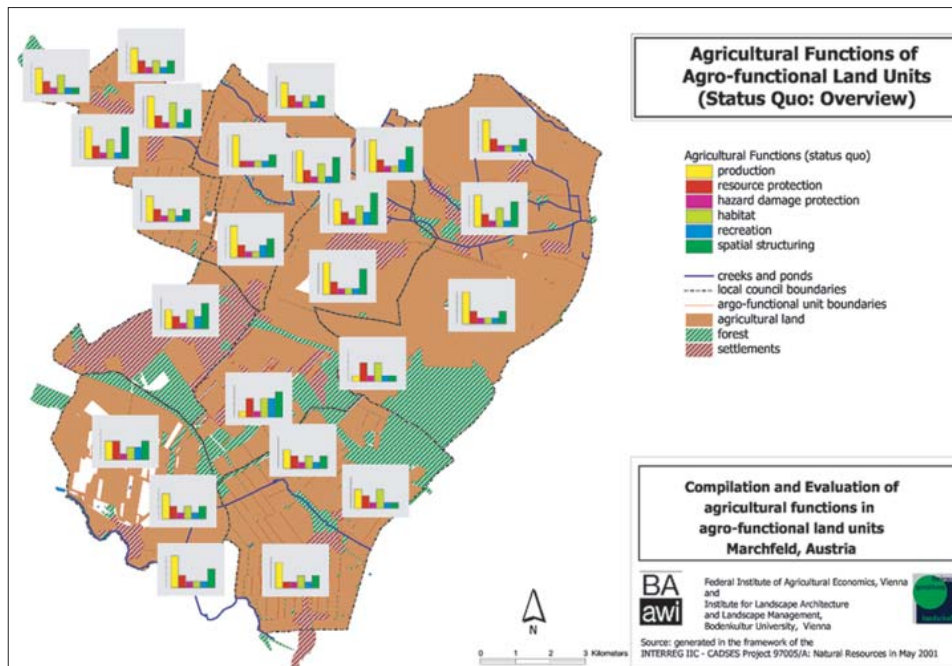 Agricultural Functions of
Agro-functional Land Units
(Status Quo: Overview)
Agricultural Functions (status quo)
production
resource protection
hazard damage protection
habitat
recreation
spatial structuring
creeks and ponds
local council boundaries
argo-functional unit boundaries
agricultural land
forest
settlements
Compilation and Evaluation of
agricultural functions in
agro-functional land units
Marchfeld, Austria
BA
awi
Federal Institute of Agricultural Economics, Vienna
and
Institute for Landscape Architecture
and Landscape Management,
Bodenkultur University, Vienna
Source: generated in the framework of the
INTERREG IIC - CADSES Project 97005/A: Natural Resources in May 2001
N
0 1 2 3 Kilometars